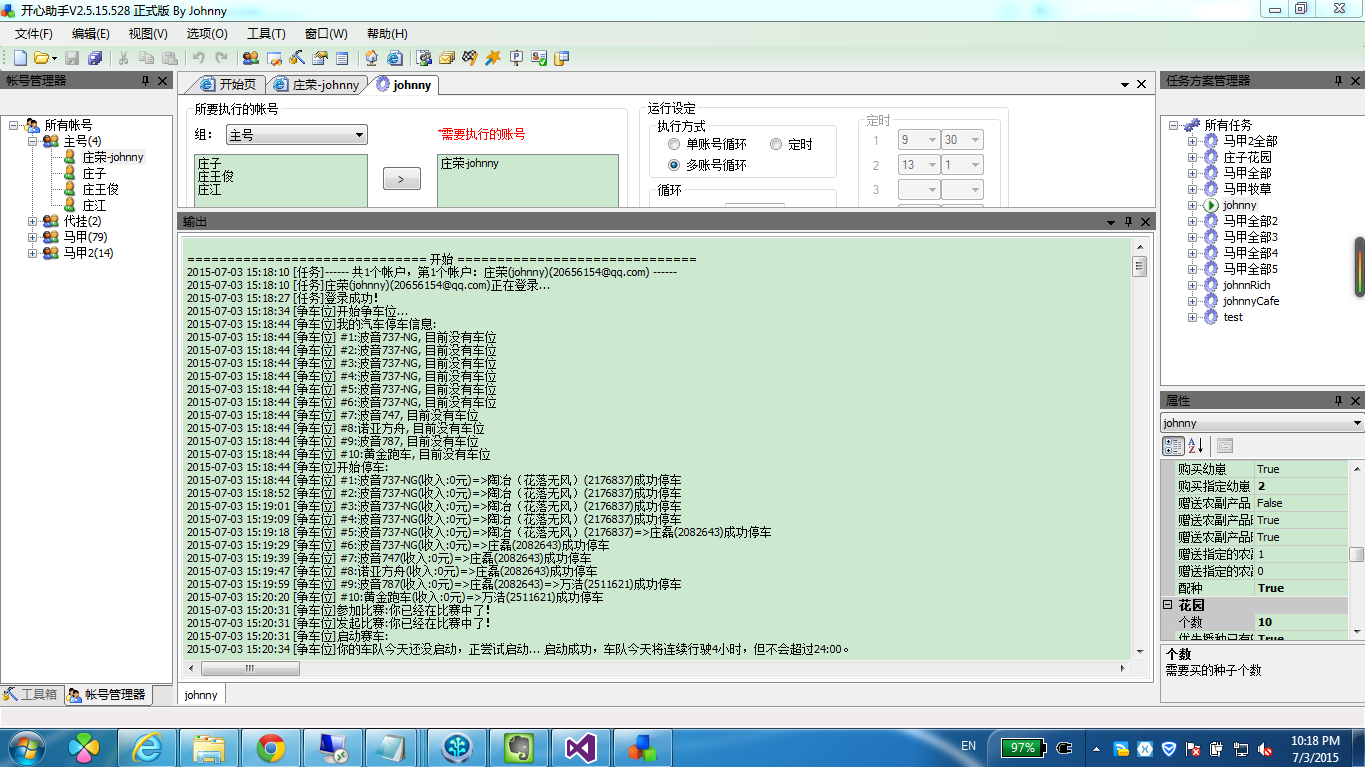 开心助手V2.5.15.528 正式版 By Johnny
文件(F) 编辑(E) 视图(V) 选项(O) 工具(T) 窗口(W) 帮助(H)
帐号管理器
所有帐号
主号(4)
庄荣-johnny
庄子
庄王俊
庄江
代挂(2)
马甲(79)
马甲2(14)
工具箱 帐号管理器
开始页 庄荣-johnny johnny
所要执行的帐号
组: 主号
*需要执行的账号
庄子
庄王俊
庄江
>
庄荣-johnny
运行设定
执行方式
单账号循环 定时
多账号循环
循环
定时
1 9 30
2 13 1
3
输出
============================== 开始 ==============================
2015-07-03 15:18:10 [任务]------ 共1个帐户，第1个帐户：庄荣(johnny)(20656154@qq.com) ------
2015-07-03 15:18:10 [任务]庄荣(johnny)(20656154@qq.com)正在登录...
2015-07-03 15:18:27 [任务]登录成功!
2015-07-03 15:18:34 [争车位]开始争车位...
2015-07-03 15:18:44 [争车位]我的汽车停车信息:
2015-07-03 15:18:44 [争车位] #1:波音737-NG, 目前没有车位
2015-07-03 15:18:44 [争车位] #2:波音737-NG, 目前没有车位
2015-07-03 15:18:44 [争车位] #3:波音737-NG, 目前没有车位
2015-07-03 15:18:44 [争车位] #4:波音737-NG, 目前没有车位
2015-07-03 15:18:44 [争车位] #5:波音737-NG, 目前没有车位
2015-07-03 15:18:44 [争车位] #6:波音737-NG, 目前没有车位
2015-07-03 15:18:44 [争车位] #7:波音747, 目前没有车位
2015-07-03 15:18:44 [争车位] #8:诺亚方舟, 目前没有车位
2015-07-03 15:18:44 [争车位] #9:波音787, 目前没有车位
2015-07-03 15:18:44 [争车位] #10:黄金跑车, 目前没有车位
2015-07-03 15:18:44 [争车位]开始停车:
2015-07-03 15:18:44 [争车位] #1:波音737-NG(收入:0元)=>陶冶（花落无风）(2176837)成功停车
2015-07-03 15:18:52 [争车位] #2:波音737-NG(收入:0元)=>陶冶（花落无风）(2176837)成功停车
2015-07-03 15:19:01 [争车位] #3:波音737-NG(收入:0元)=>陶冶（花落无风）(2176837)成功停车
2015-07-03 15:19:09 [争车位] #4:波音737-NG(收入:0元)=>陶冶（花落无风）(2176837)成功停车
2015-07-03 15:19:18 [争车位] #5:波音737-NG(收入:0元)=>陶冶（花落无风）(2176837)=>庄磊(2082643)成功停车
2015-07-03 15:19:29 [争车位] #6:波音737-NG(收入:0元)=>庄磊(2082643)成功停车
2015-07-03 15:19:39 [争车位] #7:波音747(收入:0元)=>庄磊(2082643)成功停车
2015-07-03 15:19:47 [争车位] #8:诺亚方舟(收入:0元)=>庄磊(2082643)成功停车
2015-07-03 15:19:59 [争车位] #9:波音787(收入:0元)=>庄磊(2082643)=>万浩(2511621)成功停车
2015-07-03 15:20:20 [争车位] #10:黄金跑车(收入:0元)=>万浩(2511621)成功停车
2015-07-03 15:20:31 [争车位]参加比赛:你已经在比赛中了!
2015-07-03 15:20:31 [争车位]发起比赛:你已经在比赛中了!
2015-07-03 15:20:31 [争车位]启动赛车:
2015-07-03 15:20:34 [争车位]你的车队今天还没启动，正尝试启动... 启动成功，车队今天将连续行驶4小时，但不会超过24:00。
johnny
任务方案管理器
所有任务
马甲2全部
庄子花园
马甲全部
马甲牧草
johnny
马甲全部2
马甲全部3
马甲全部4
马甲全部5
johnnRich
johnnyCafe
test
属性
johnny
购买幼崽 True
购买指定幼崽 2
赠送农副产品 False
赠送农副产品 True
赠送农副产品 True
赠送指定的农 1
赠送指定的农 0
配种 True
花园
个数 10
优先播种已有 True
个数
需要买的种子个数
EN 97% 10:18 PM
7/3/2015